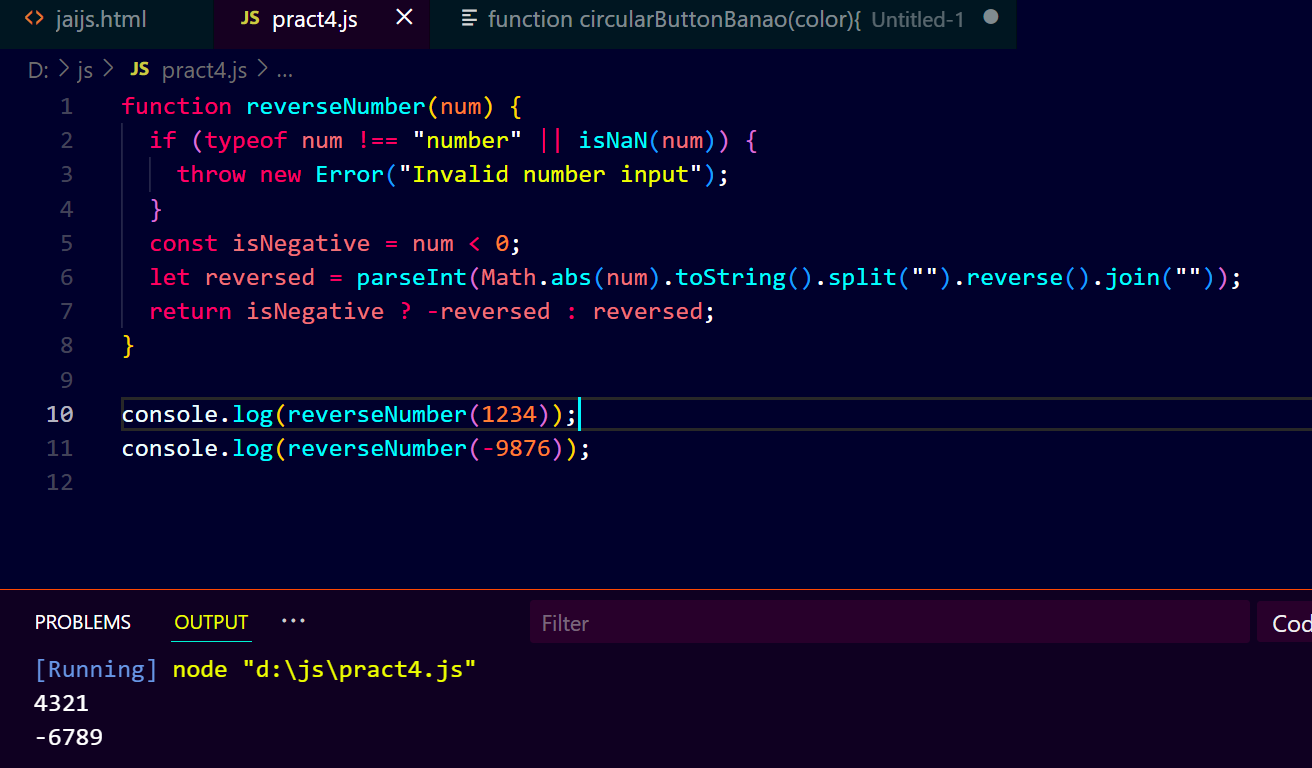 <> jaijs.html JS pract4.js × function circularButtonBanao(color){ Untitled-1 ●
D: > js > JS pract4.js > ...
1 function reverseNumber(num) {
2   if (typeof num !== "number" || isNaN(num)) {
3     throw new Error("Invalid number input");
4   }
5   const isNegative = num < 0;
6   let reversed = parseInt(Math.abs(num).toString().split("").reverse().join(""));
7   return isNegative ? -reversed : reversed;
8 }
9
10 console.log(reverseNumber(1234));
11 console.log(reverseNumber(-9876));
12
PROBLEMS OUTPUT ··· Filter Cod
[Running] node "d:\js\pract4.js"
4321
-6789